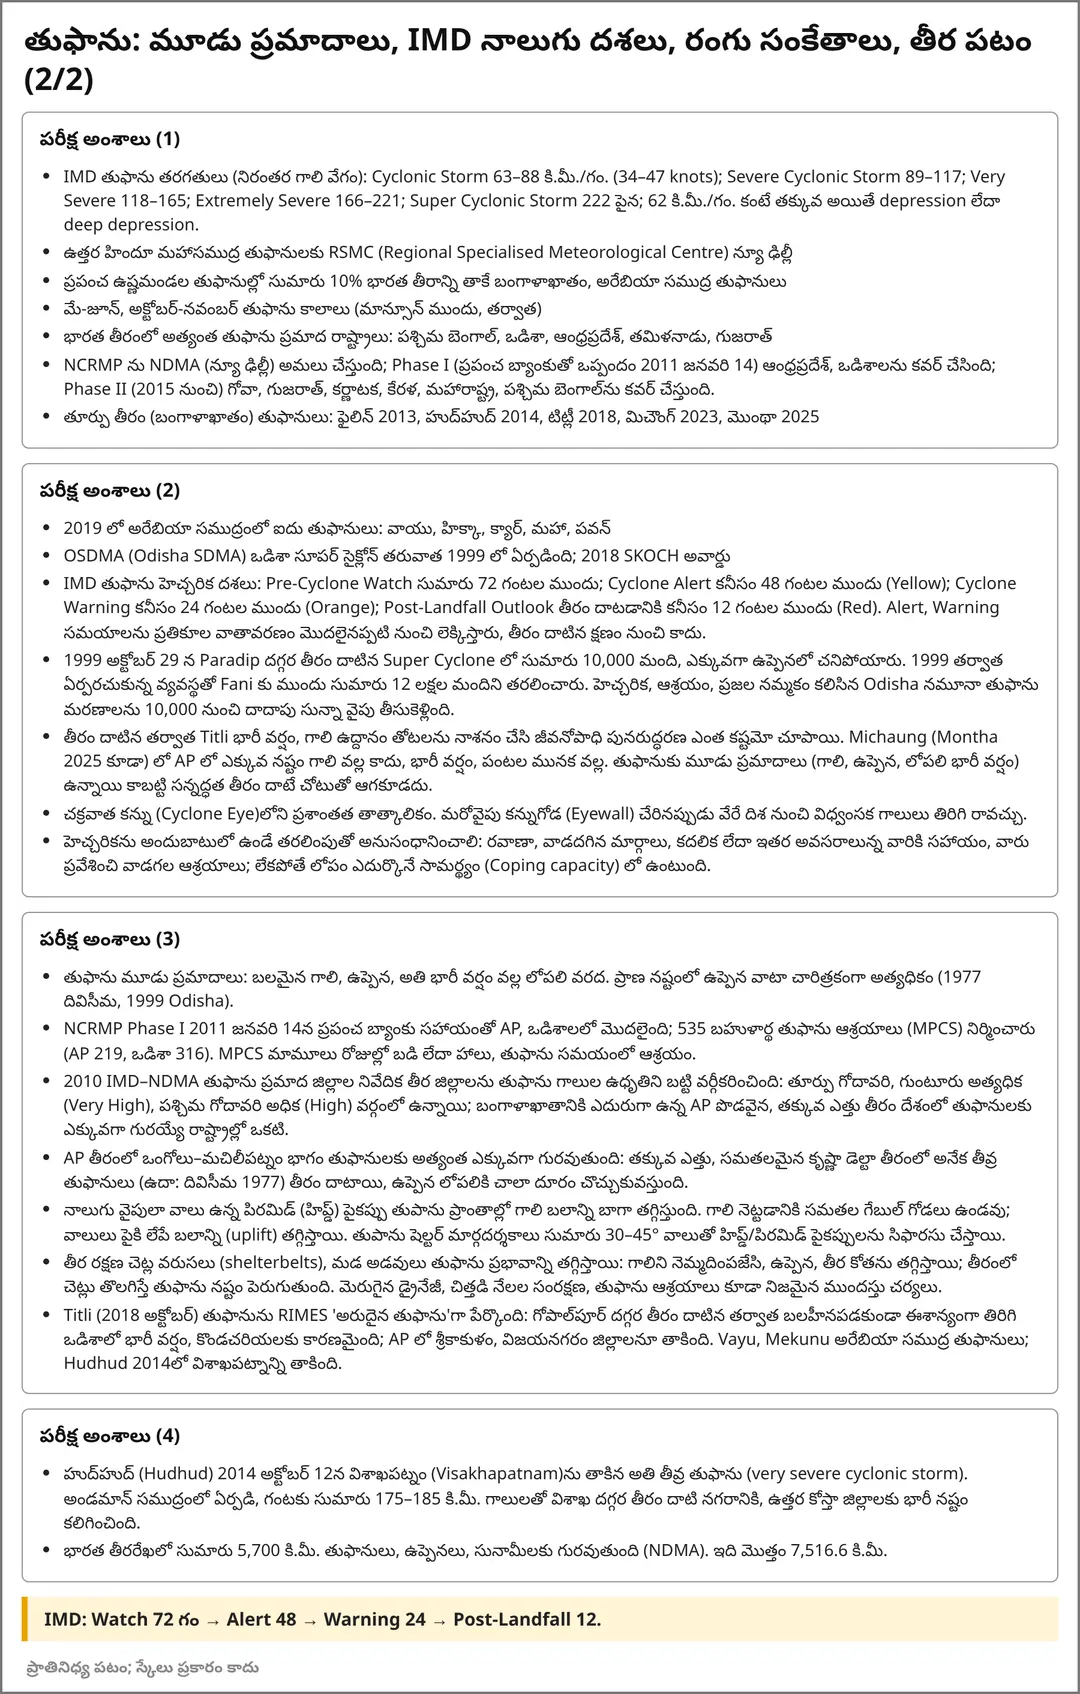 తుఫాను: మూడు ప్రమాదాలు, IMD నాలుగు దశలు, రంగు సంకేతాలు, తీర పటం
(2/2)
పరీక్ష అంశాలు (1)
• IMD తుఫాను తరగతులు (నిరంతర గాలి వేగం): Cyclonic Storm 63–88 కి.మీ./గం. (34–47 knots); Severe Cyclonic Storm 89–117; Very
Severe 118–165; Extremely Severe 166–221; Super Cyclonic Storm 222 పైన; 62 కి.మీ./గం. కంటే తక్కువ అయితే depression లేదా
deep depression.
• ఉత్తర హిందూ మహాసముద్ర తుఫానులకు RSMC (Regional Specialised Meteorological Centre) న్యూ ఢిల్లీ
• ప్రపంచ ఉష్ణమండల తుఫానుల్లో సుమారు 10% భారత తీరాన్ని తాకే బంగాళాఖాతం, అరేబియా సముద్ర తుఫానులు
• మే-జూన్, అక్టోబర్-నవంబర్ తుఫాను కాలాలు (మాన్సూన్ ముందు, తర్వాత)
• భారత తీరంలో అత్యంత తుఫాను ప్రమాద రాష్ట్రాలు: పశ్చిమ బెంగాల్, ఒడిశా, ఆంధ్రప్రదేశ్, తమిళనాడు, గుజరాత్
• NCRMP ను NDMA (న్యూ ఢిల్లీ) అమలు చేస్తుంది; Phase I (ప్రపంచ బ్యాంకుతో ఒప్పందం 2011 జనవరి 14) ఆంధ్రప్రదేశ్, ఒడిశాలను కవర్ చేసింది;
Phase II (2015 నుంచి) గోవా, గుజరాత్, కర్ణాటక, కేరళ, మహారాష్ట్ర, పశ్చిమ బెంగాల్‌ను కవర్ చేస్తుంది.
• తూర్పు తీరం (బంగాళాఖాతం) తుఫానులు: ఫైలిన్ 2013, హుద్‌హుద్ 2014, టిట్లీ 2018, మిచౌంగ్ 2023, మొంథా 2025
పరీక్ష అంశాలు (2)
• 2019 లో అరేబియా సముద్రంలో ఐదు తుఫానులు: వాయు, హిక్కా, క్యార్, మహా, పవన్
• OSDMA (Odisha SDMA) ఒడిశా సూపర్ సైక్లోన్ తరువాత 1999 లో ఏర్పడింది; 2018 SKOCH అవార్డు
• IMD తుఫాను హెచ్చరిక దశలు: Pre-Cyclone Watch సుమారు 72 గంటల ముందు; Cyclone Alert కనీసం 48 గంటల ముందు (Yellow); Cyclone
Warning కనీసం 24 గంటల ముందు (Orange); Post-Landfall Outlook తీరం దాటడానికి కనీసం 12 గంటల ముందు (Red). Alert, Warning
సమయాలను ప్రతికూల వాతావరణం మొదలైనప్పటి నుంచి లెక్కిస్తారు, తీరం దాటిన క్షణం నుంచి కాదు.
• 1999 అక్టోబర్ 29 న Paradip దగ్గర తీరం దాటిన Super Cyclone లో సుమారు 10,000 మంది, ఎక్కువగా ఉప్పెనలో చనిపోయారు. 1999 తర్వాత
ఏర్పరచుకున్న వ్యవస్థతో Fani కు ముందు సుమారు 12 లక్షల మందిని తరలించారు. హెచ్చరిక, ఆశ్రయం, ప్రజల నమ్మకం కలిసిన Odisha నమూనా తుఫాను
మరణాలను 10,000 నుంచి దాదాపు సున్నా వైపు తీసుకెళ్లింది.
• తీరం దాటిన తర్వాత Titli భారీ వర్షం, గాలి ఉద్దానం తోటలను నాశనం చేసి జీవనోపాధి పునరుద్ధరణ ఎంత కష్టమో చూపాయి. Michaung (Montha
2025 కూడా) లో AP లో ఎక్కువ నష్టం గాలి వల్ల కాదు, భారీ వర్షం, పంటల మునక వల్ల. తుఫానుకు మూడు ప్రమాదాలు (గాలి, ఉప్పెన, లోపలి భారీ వర్షం)
ఉన్నాయి కాబట్టి సన్నద్ధత తీరం దాటే చోటుతో ఆగకూడదు.
• చక్రవాత కన్ను (Cyclone Eye)లోని ప్రశాంతత తాత్కాలికం. మరోవైపు కన్నుగోడ (Eyewall) చేరినప్పుడు వేరే దిశ నుంచి విధ్వంసక గాలులు తిరిగి రావచ్చు.
• హెచ్చరికను అందుబాటులో ఉండే తరలింపుతో అనుసంధానించాలి: రవాణా, వాడదగిన మార్గాలు, కదలిక లేదా ఇతర అవసరాలున్న వారికి సహాయం, వారు
ప్రవేశించి వాడగల ఆశ్రయాలు; లేకపోతే లోపం ఎదుర్కొనే సామర్థ్యం (Coping capacity) లో ఉంటుంది.
పరీక్ష అంశాలు (3)
• తుఫాను మూడు ప్రమాదాలు: బలమైన గాలి, ఉప్పెన, అతి భారీ వర్షం వల్ల లోపలి వరద. ప్రాణ నష్టంలో ఉప్పెన వాటా చారిత్రకంగా అత్యధికం (1977
దివిసీమ, 1999 Odisha).
• NCRMP Phase I 2011 జనవరి 14న ప్రపంచ బ్యాంకు సహాయంతో AP, ఒడిశాలలో మొదలైంది; 535 బహుళార్థ తుఫాను ఆశ్రయాలు (MPCS) నిర్మించారు
(AP 219, ఒడిశా 316). MPCS మామూలు రోజుల్లో బడి లేదా హాలు, తుఫాను సమయంలో ఆశ్రయం.
• 2010 IMD–NDMA తుఫాను ప్రమాద జిల్లాల నివేదిక తీర జిల్లాలను తుఫాను గాలుల ఉధృతిని బట్టి వర్గీకరించింది: తూర్పు గోదావరి, గుంటూరు అత్యధిక
(Very High), పశ్చిమ గోదావరి అధిక (High) వర్గంలో ఉన్నాయి; బంగాళాఖాతానికి ఎదురుగా ఉన్న AP పొడవైన, తక్కువ ఎత్తు తీరం దేశంలో తుఫానులకు
ఎక్కువగా గురయ్యే రాష్ట్రాల్లో ఒకటి.
• AP తీరంలో ఒంగోలు–మచిలీపట్నం భాగం తుఫానులకు అత్యంత ఎక్కువగా గురవుతుంది: తక్కువ ఎత్తు, సమతలమైన కృష్ణా డెల్టా తీరంలో అనేక తీవ్ర
తుఫానులు (ఉదా: దివిసీమ 1977) తీరం దాటాయి, ఉప్పెన లోపలికి చాలా దూరం చొచ్చుకువస్తుంది.
• నాలుగు వైపులా వాలు ఉన్న పిరమిడ్ (హిప్డ్) పైకప్పు తుపాను ప్రాంతాల్లో గాలి బలాన్ని బాగా తగ్గిస్తుంది. గాలి నెట్టడానికి సమతల గేబుల్ గోడలు ఉండవు;
వాలులు పైకి లేపే బలాన్ని (uplift) తగ్గిస్తాయి. తుపాను షెల్టర్ మార్గదర్శకాలు సుమారు 30–45° వాలుతో హిప్డ్/పిరమిడ్ పైకప్పులను సిఫారసు చేస్తాయి.
• తీర రక్షణ చెట్ల వరుసలు (shelterbelts), మడ అడవులు తుఫాను ప్రభావాన్ని తగ్గిస్తాయి: గాలిని నెమ్మదింపజేసి, ఉప్పెన, తీర కోతను తగ్గిస్తాయి; తీరంలో
చెట్లు తొలగిస్తే తుఫాను నష్టం పెరుగుతుంది. మెరుగైన డ్రైనేజీ, చిత్తడి నేలల సంరక్షణ, తుఫాను ఆశ్రయాలు కూడా నిజమైన ముందస్తు చర్యలు.
• Titli (2018 అక్టోబర్) తుఫానును RIMES 'అరుదైన తుఫాను'గా పేర్కొంది: గోపాల్‌పూర్ దగ్గర తీరం దాటిన తర్వాత బలహీనపడకుండా ఈశాన్యంగా తిరిగి
ఒడిశాలో భారీ వర్షం, కొండచరియలకు కారణమైంది; AP లో శ్రీకాకుళం, విజయనగరం జిల్లాలనూ తాకింది. Vayu, Mekunu అరేబియా సముద్ర తుఫానులు;
Hudhud 2014లో విశాఖపట్నాన్ని తాకింది.
పరీక్ష అంశాలు (4)
• హుద్‌హుద్ (Hudhud) 2014 అక్టోబర్ 12న విశాఖపట్నం (Visakhapatnam)ను తాకిన అతి తీవ్ర తుఫాను (very severe cyclonic storm).
అండమాన్ సముద్రంలో ఏర్పడి, గంటకు సుమారు 175–185 కి.మీ. గాలులతో విశాఖ దగ్గర తీరం దాటి నగరానికి, ఉత్తర కోస్తా జిల్లాలకు భారీ నష్టం
కలిగించింది.
• భారత తీరరేఖలో సుమారు 5,700 కి.మీ. తుఫానులు, ఉప్పెనలు, సునామీలకు గురవుతుంది (NDMA). ఇది మొత్తం 7,516.6 కి.మీ.
IMD: Watch 72 గం → Alert 48 → Warning 24 → Post-Landfall 12.
ప్రాతినిధ్య పటం; స్కేలు ప్రకారం కాదు